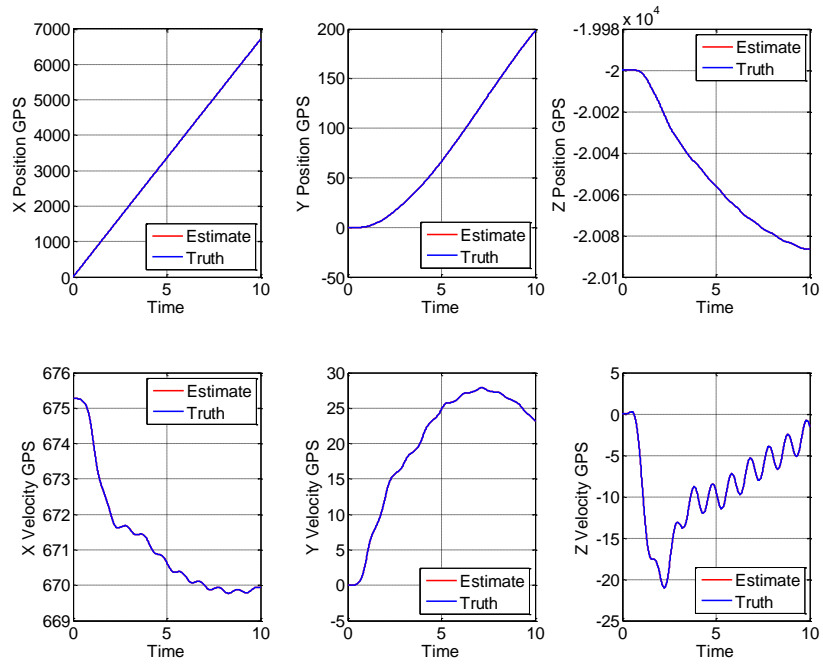 7000
6000
5000
4000
3000
2000
1000
0
0
5
10
X Position GPS
Time
Estimate
Truth
200
150
100
50
0
-50
0
5
10
Y Position GPS
Time
Estimate
Truth
x 10^4
-1.998
-2
-2.002
-2.004
-2.006
-2.008
-2.01
0
5
10
Z Position GPS
Time
Estimate
Truth
676
675
674
673
672
671
670
669
0
5
10
X Velocity GPS
Time
Estimate
Truth
30
25
20
15
10
5
0
-5
0
5
10
Y Velocity GPS
Time
Estimate
Truth
5
0
-5
-10
-15
-20
-25
0
5
10
Z Velocity GPS
Time
Estimate
Truth